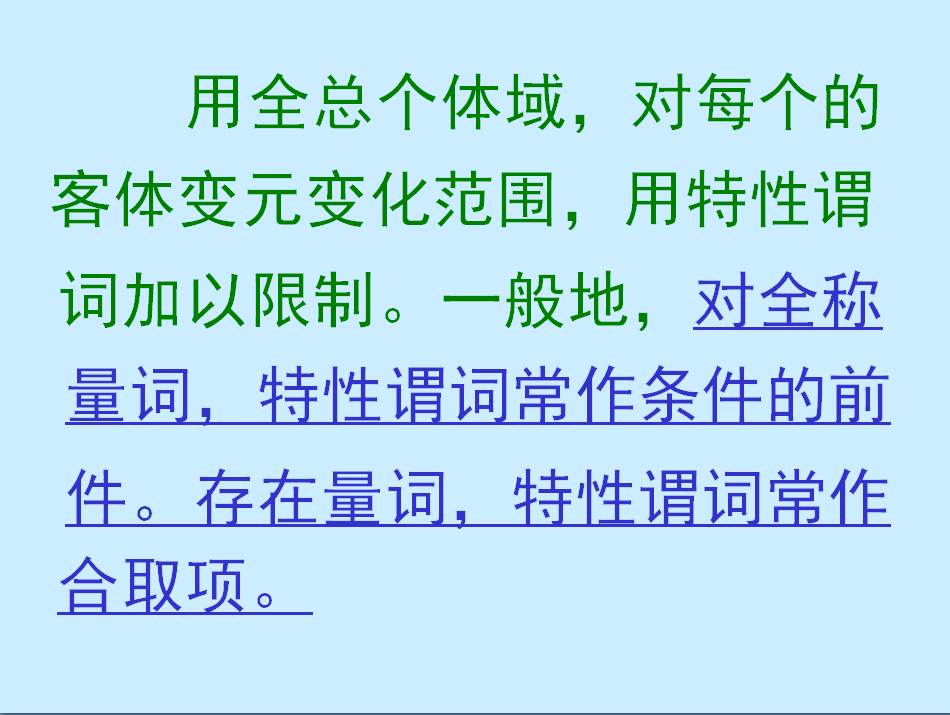 用全总个体域，对每个的
客体变元变化范围，用特性谓
词加以限制。一般地，对全称
量词，特性谓词常作条件的前
件。存在量词，特性谓词常作
合取项。